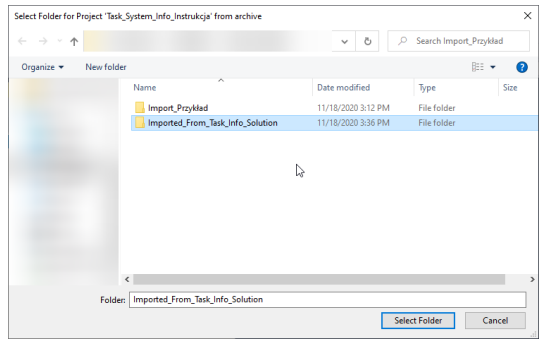 Select Folder for Project 'Task_System_Info_Instrukcja' from archive
Search Import_Przykład
Organize New folder
Name Date modified Type Size
Import_Przykład 11/18/2020 3:12 PM File folder
Imported_From_Task_Info_Solution 11/18/2020 3:36 PM File folder
Folder: Imported_From_Task_Info_Solution
Select Folder Cancel